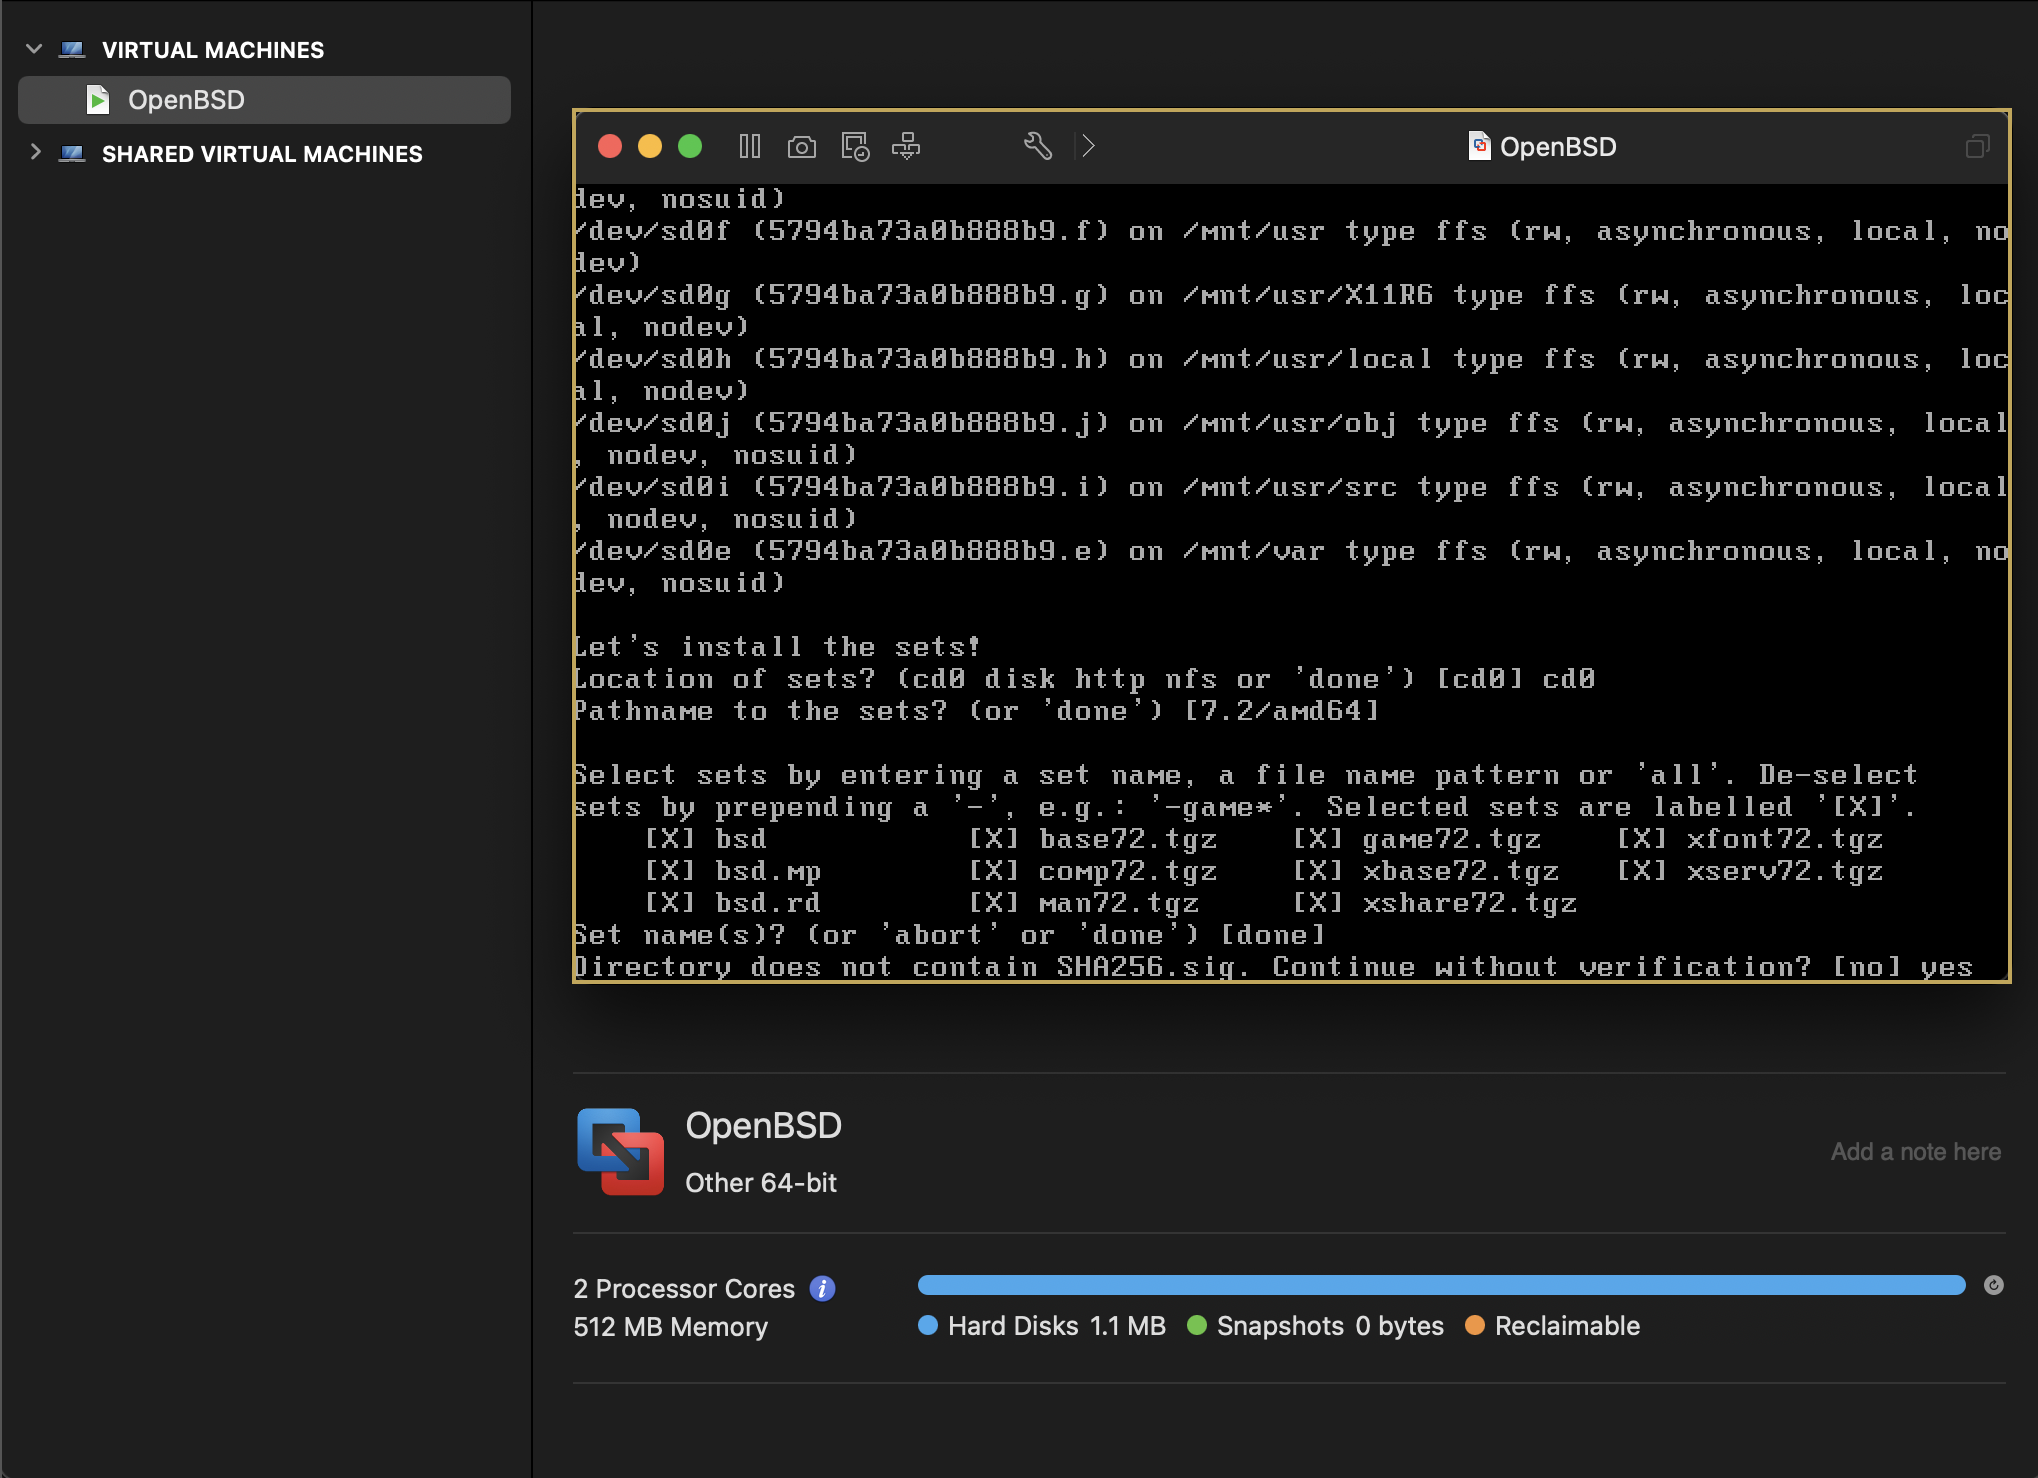 VIRTUAL MACHINES
OpenBSD
SHARED VIRTUAL MACHINES
OpenBSD
dev, nosuid)
/dev/sd0f (5794ba73a0b888b9.f) on /mnt/usr type ffs (rw, asynchronous, local, no
dev)
/dev/sd0g (5794ba73a0b888b9.g) on /mnt/usr/X11R6 type ffs (rw, asynchronous, loc
al, nodev)
/dev/sd0h (5794ba73a0b888b9.h) on /mnt/usr/local type ffs (rw, asynchronous, loc
al, nodev)
/dev/sd0j (5794ba73a0b888b9.j) on /mnt/usr/obj type ffs (rw, asynchronous, local
, nodev, nosuid)
/dev/sd0i (5794ba73a0b888b9.i) on /mnt/usr/src type ffs (rw, asynchronous, local
, nodev, nosuid)
/dev/sd0e (5794ba73a0b888b9.e) on /mnt/var type ffs (rw, asynchronous, local, no
dev, nosuid)
Let's install the sets!
Location of sets? (cd0 disk http nfs or 'done') [cd0] cd0
Pathname to the sets? (or 'done') [7.2/amd64]
Select sets by entering a set name, a file name pattern or 'all'. De-select
sets by prepending a '-', e.g.: '-game*'. Selected sets are labelled '[X]'.
[X] bsd [X] base72.tgz [X] game72.tgz [X] xfont72.tgz
[X] bsd.mp [X] comp72.tgz [X] xbase72.tgz [X] xserv72.tgz
[X] bsd.rd [X] man72.tgz [X] xshare72.tgz
Set name(s)? (or 'abort' or 'done') [done]
Directory does not contain SHA256.sig. Continue without verification? [no] yes
OpenBSD
Other 64-bit
Add a note here
2 Processor Cores
512 MB Memory
Hard Disks 1.1 MB Snapshots 0 bytes Reclaimable